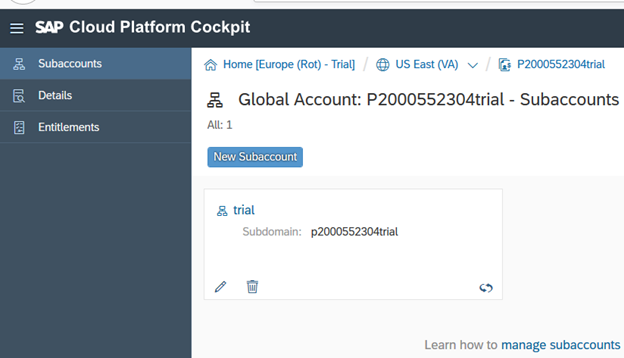 SAP Cloud Platform Cockpit
Subaccounts
Details
Entitlements
Home [Europe (Rot) - Trial] / US East (VA) / P2000552304trial
Global Account: P2000552304trial - Subaccounts
All: 1
New Subaccount
trial
Subdomain: p2000552304trial
Learn how to manage subaccounts